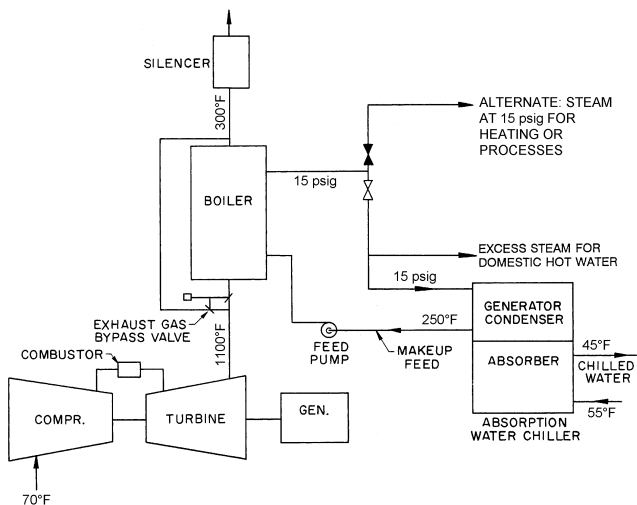 SILENCER
300°F
ALTERNATE: STEAM
AT 15 psig FOR
HEATING OR
PROCESSES
15 psig
BOILER
EXCESS STEAM FOR
DOMESTIC HOT WATER
15 psig
GENERATOR
CONDENSER
EXHAUST GAS
BYPASS VALVE
1100°F
FEED
PUMP
250°F
MAKEUP
FEED
ABSORBER
45°F
CHILLED
WATER
55°F
ABSORPTION
WATER CHILLER
COMBUSTOR
COMPR.
TURBINE
GEN.
70°F